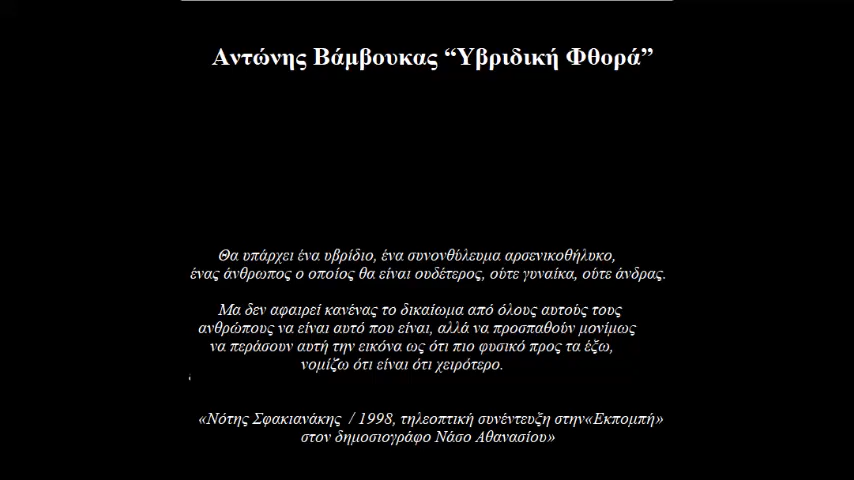 Αντώνης Βάμβουκας “Υβριδική Φθορά”
Θα υπάρχει ένα υβρίδιο, ένα συνονθύλευμα αρσενικοθήλυκο,
ένας άνθρωπος ο οποίος θα είναι ουδέτερος, ούτε γυναίκα, ούτε άνδρας.
Μα δεν αφαιρεί κανένας το δικαίωμα από όλους αυτούς τους
ανθρώπους να είναι αυτό που είναι, αλλά να προσπαθούν μονίμως
να περάσουν αυτή την εικόνα ως ότι πιο φυσικό προς τα έξω,
νομίζω ότι είναι ότι χειρότερο.
«Νότης Σφακιανάκης / 1998, τηλεοπτική συνέντευξη στην«Εκπομπή»
στον δημοσιογράφο Νάσο Αθανασίου»